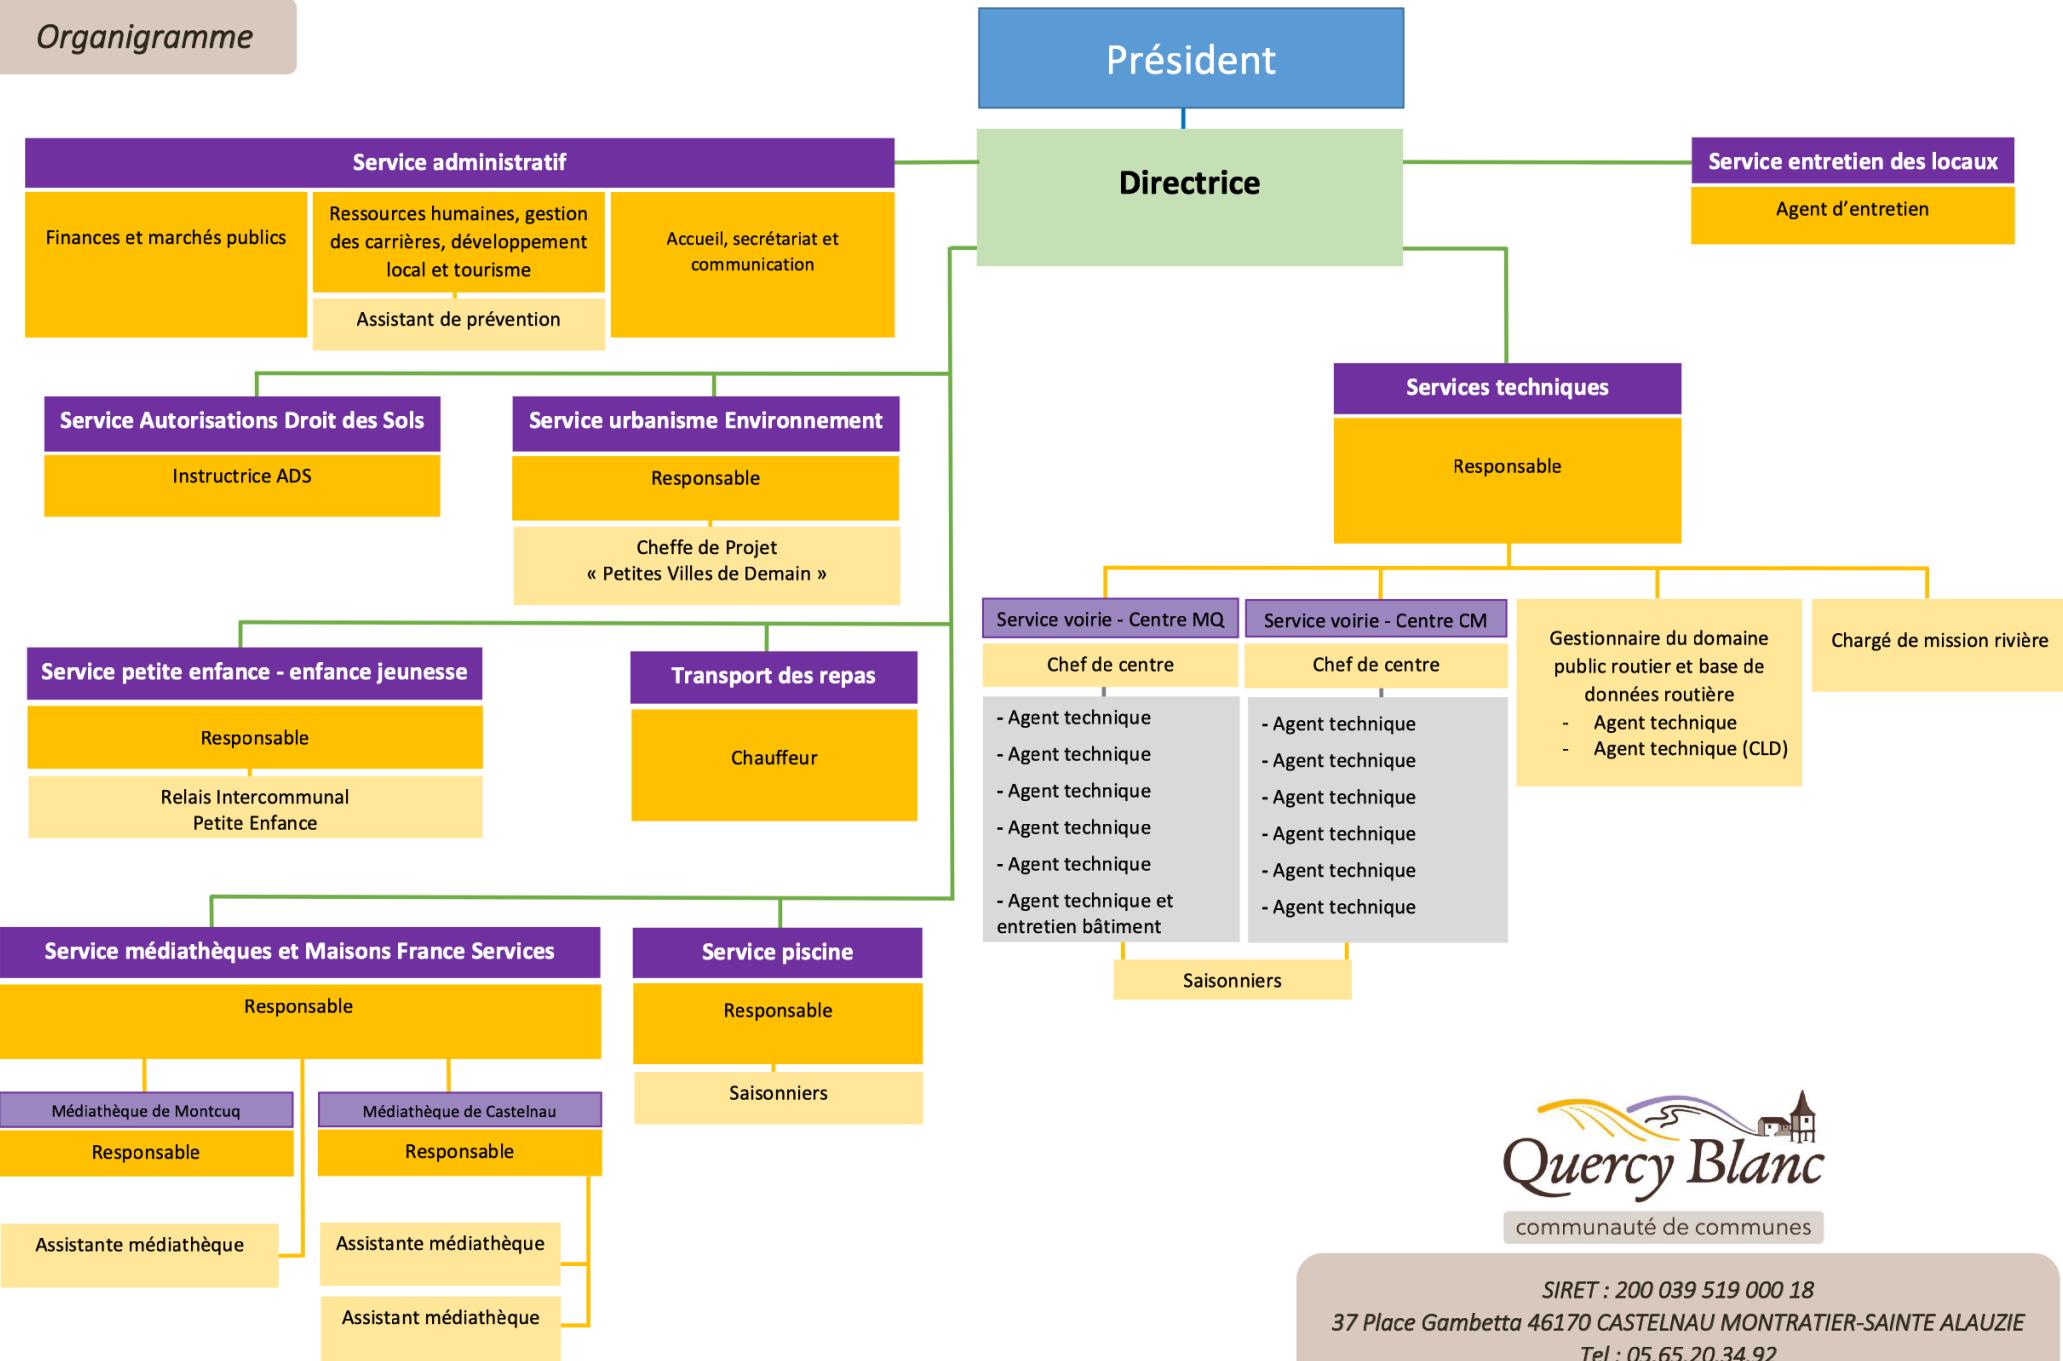 Organigramme
Président
Directrice
Service administratif
Finances et marchés publics
Ressources humaines, gestion
des carrières, développement
local et tourisme
Assistant de prévention
Accueil, secrétariat et
communication
Service entretien des locaux
Agent d’entretien
Service Autorisations Droit des Sols
Instructrice ADS
Service urbanisme Environnement
Responsable
Cheffe de Projet
« Petites Villes de Demain »
Service petite enfance - enfance jeunesse
Responsable
Relais Intercommunal
Petite Enfance
Transport des repas
Chauffeur
Service médiathèques et Maisons France Services
Responsable
Médiathèque de Montcuq
Responsable
Assistante médiathèque
Médiathèque de Castelnau
Responsable
Assistante médiathèque
Assistant médiathèque
Service piscine
Responsable
Saisonniers
Services techniques
Responsable
Service voirie - Centre MQ
Chef de centre
- Agent technique
- Agent technique
- Agent technique
- Agent technique
- Agent technique
- Agent technique et
entretien bâtiment
Service voirie - Centre CM
Chef de centre
- Agent technique
- Agent technique
- Agent technique
- Agent technique
- Agent technique
- Agent technique
Saisonniers
Gestionnaire du domaine
public routier et base de
données routière
- Agent technique
- Agent technique (CLD)
Chargé de mission rivière
Quercy Blanc
communauté de communes
SIRET : 200 039 519 000 18
37 Place Gambetta 46170 CASTELNAU MONTRATIER-SAINTE ALAUZIE
Tel : 05.65.20.34.92